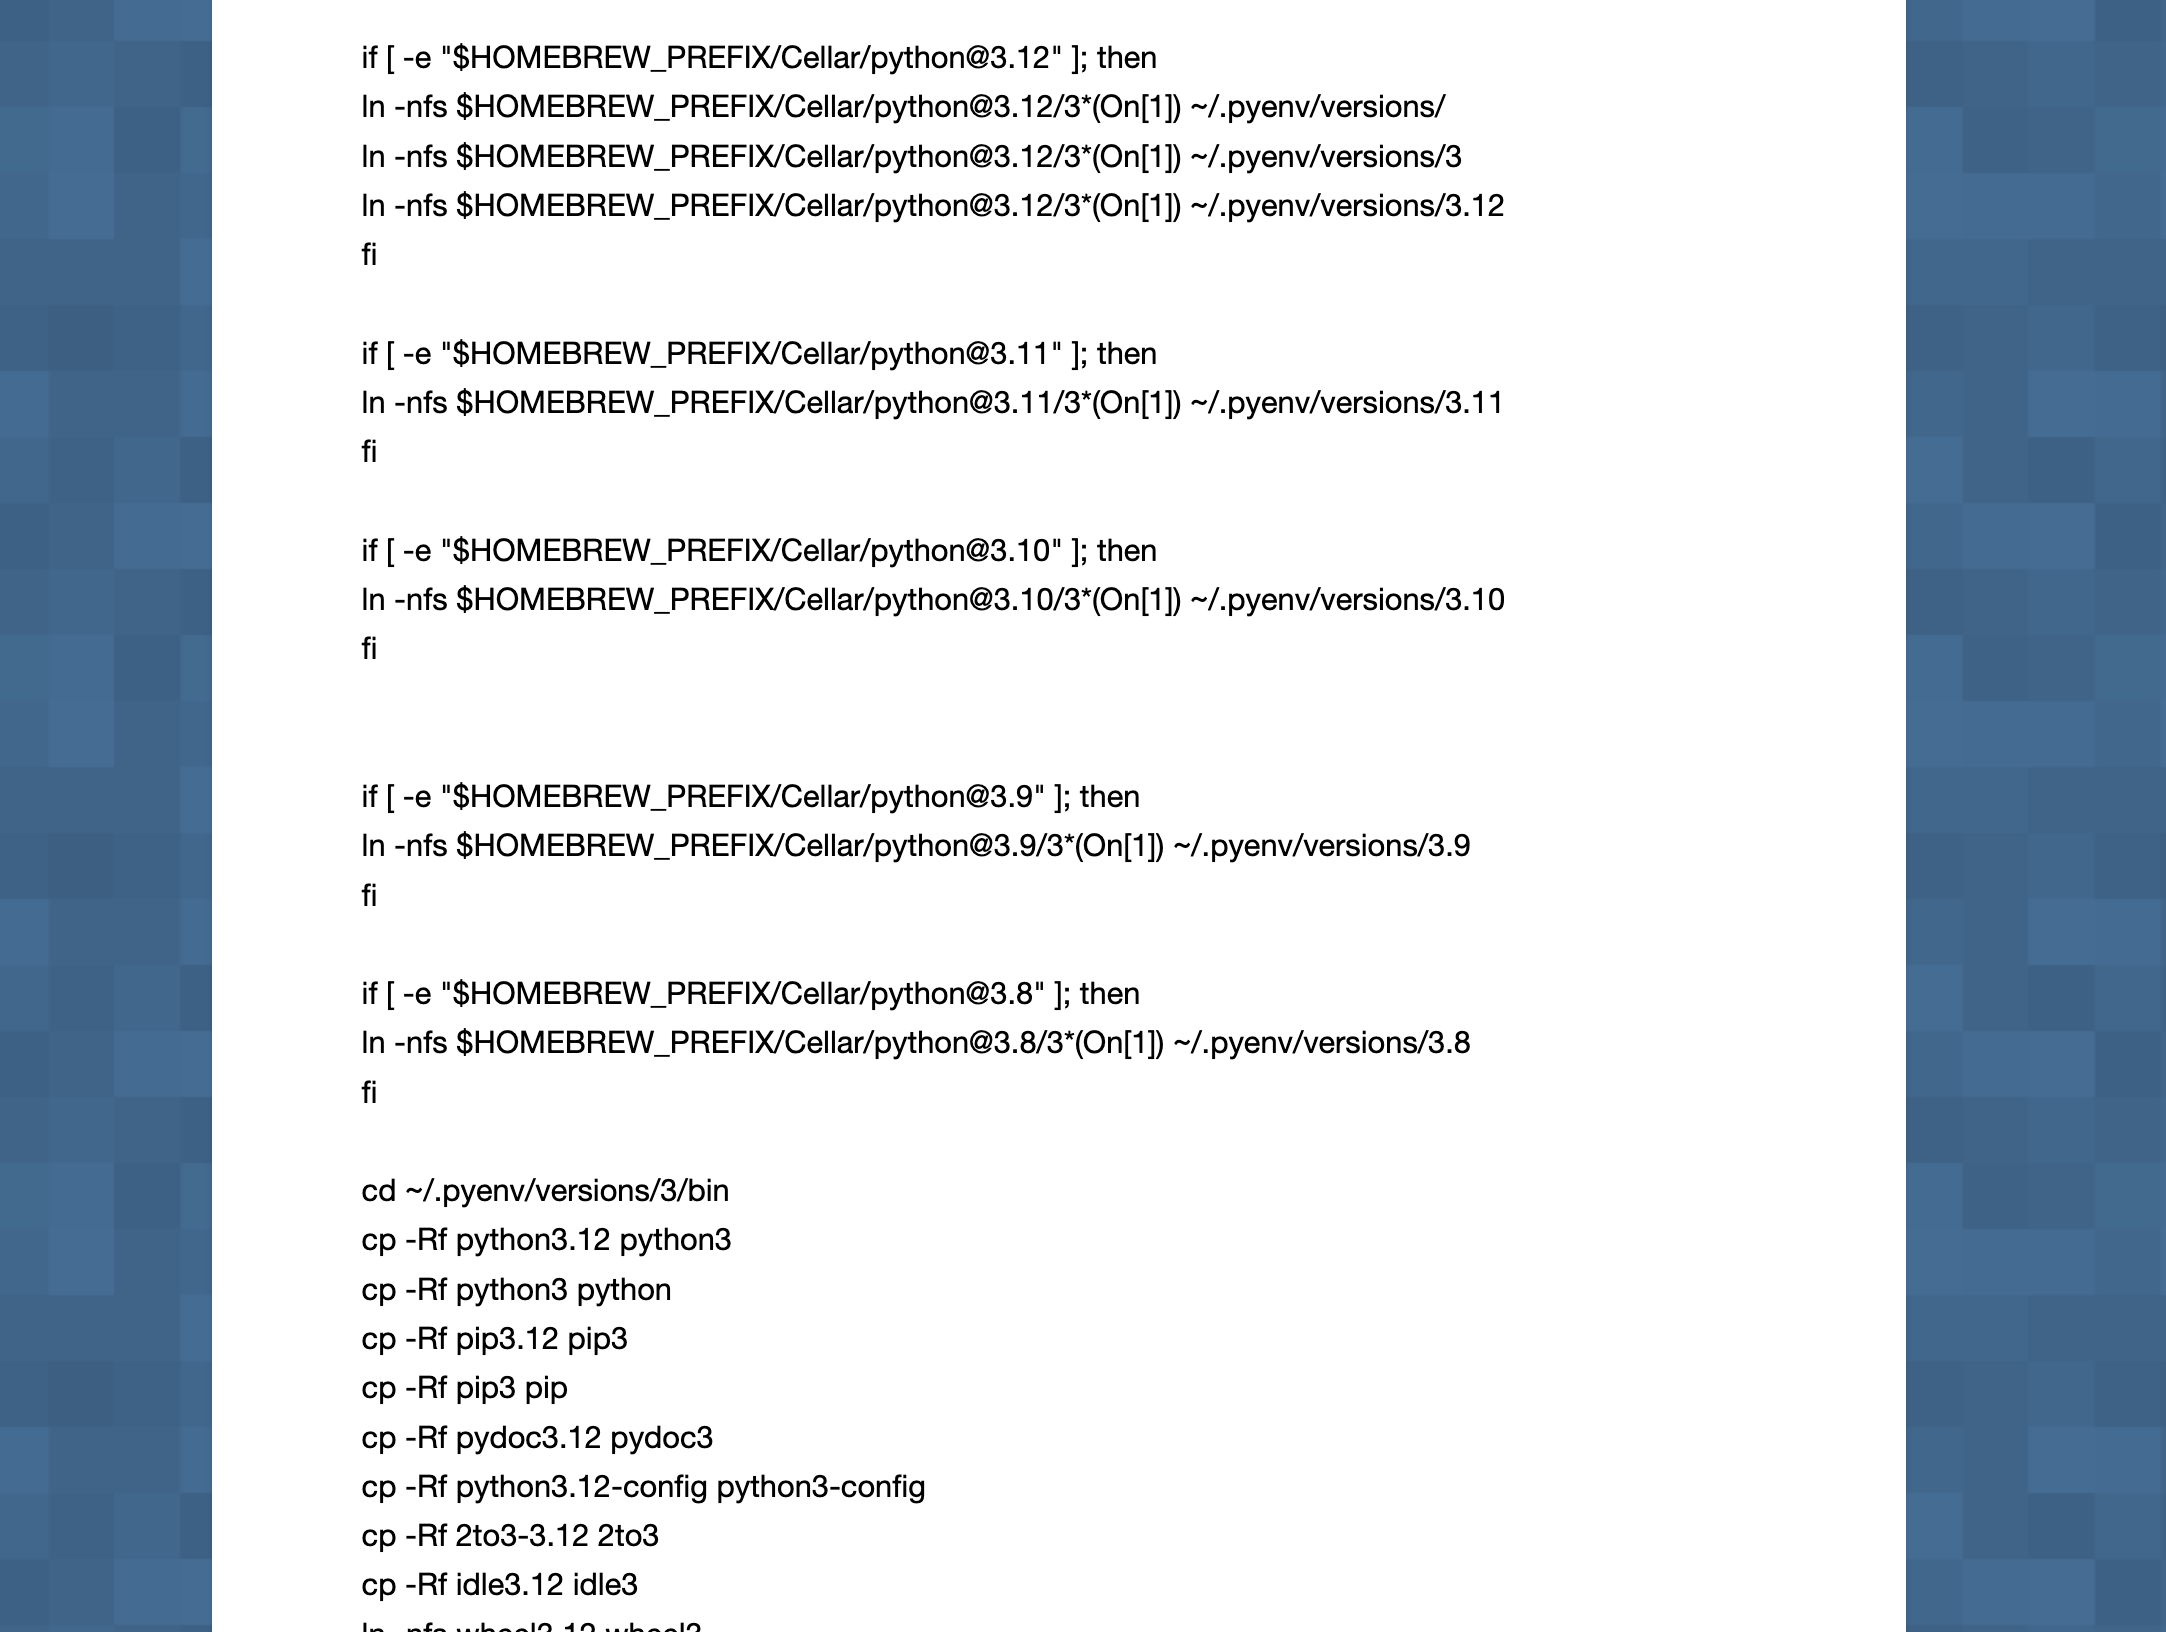 if [ -e "$HOMEBREW_PREFIX/Cellar/python@3.12" ]; then
ln -nfs $HOMEBREW_PREFIX/Cellar/python@3.12/3*(On[1]) ~/.pyenv/versions/
ln -nfs $HOMEBREW_PREFIX/Cellar/python@3.12/3*(On[1]) ~/.pyenv/versions/3
ln -nfs $HOMEBREW_PREFIX/Cellar/python@3.12/3*(On[1]) ~/.pyenv/versions/3.12
fi
if [ -e "$HOMEBREW_PREFIX/Cellar/python@3.11" ]; then
ln -nfs $HOMEBREW_PREFIX/Cellar/python@3.11/3*(On[1]) ~/.pyenv/versions/3.11
fi
if [ -e "$HOMEBREW_PREFIX/Cellar/python@3.10" ]; then
ln -nfs $HOMEBREW_PREFIX/Cellar/python@3.10/3*(On[1]) ~/.pyenv/versions/3.10
fi
if [ -e "$HOMEBREW_PREFIX/Cellar/python@3.9" ]; then
ln -nfs $HOMEBREW_PREFIX/Cellar/python@3.9/3*(On[1]) ~/.pyenv/versions/3.9
fi
if [ -e "$HOMEBREW_PREFIX/Cellar/python@3.8" ]; then
ln -nfs $HOMEBREW_PREFIX/Cellar/python@3.8/3*(On[1]) ~/.pyenv/versions/3.8
fi
cd ~/.pyenv/versions/3/bin
cp -Rf python3.12 python3
cp -Rf python3 python
cp -Rf pip3.12 pip3
cp -Rf pip3 pip
cp -Rf pydoc3.12 pydoc3
cp -Rf python3.12-config python3-config
cp -Rf 2to3-3.12 2to3
cp -Rf idle3.12 idle3
ln -nfs wheel3.12 wheel3